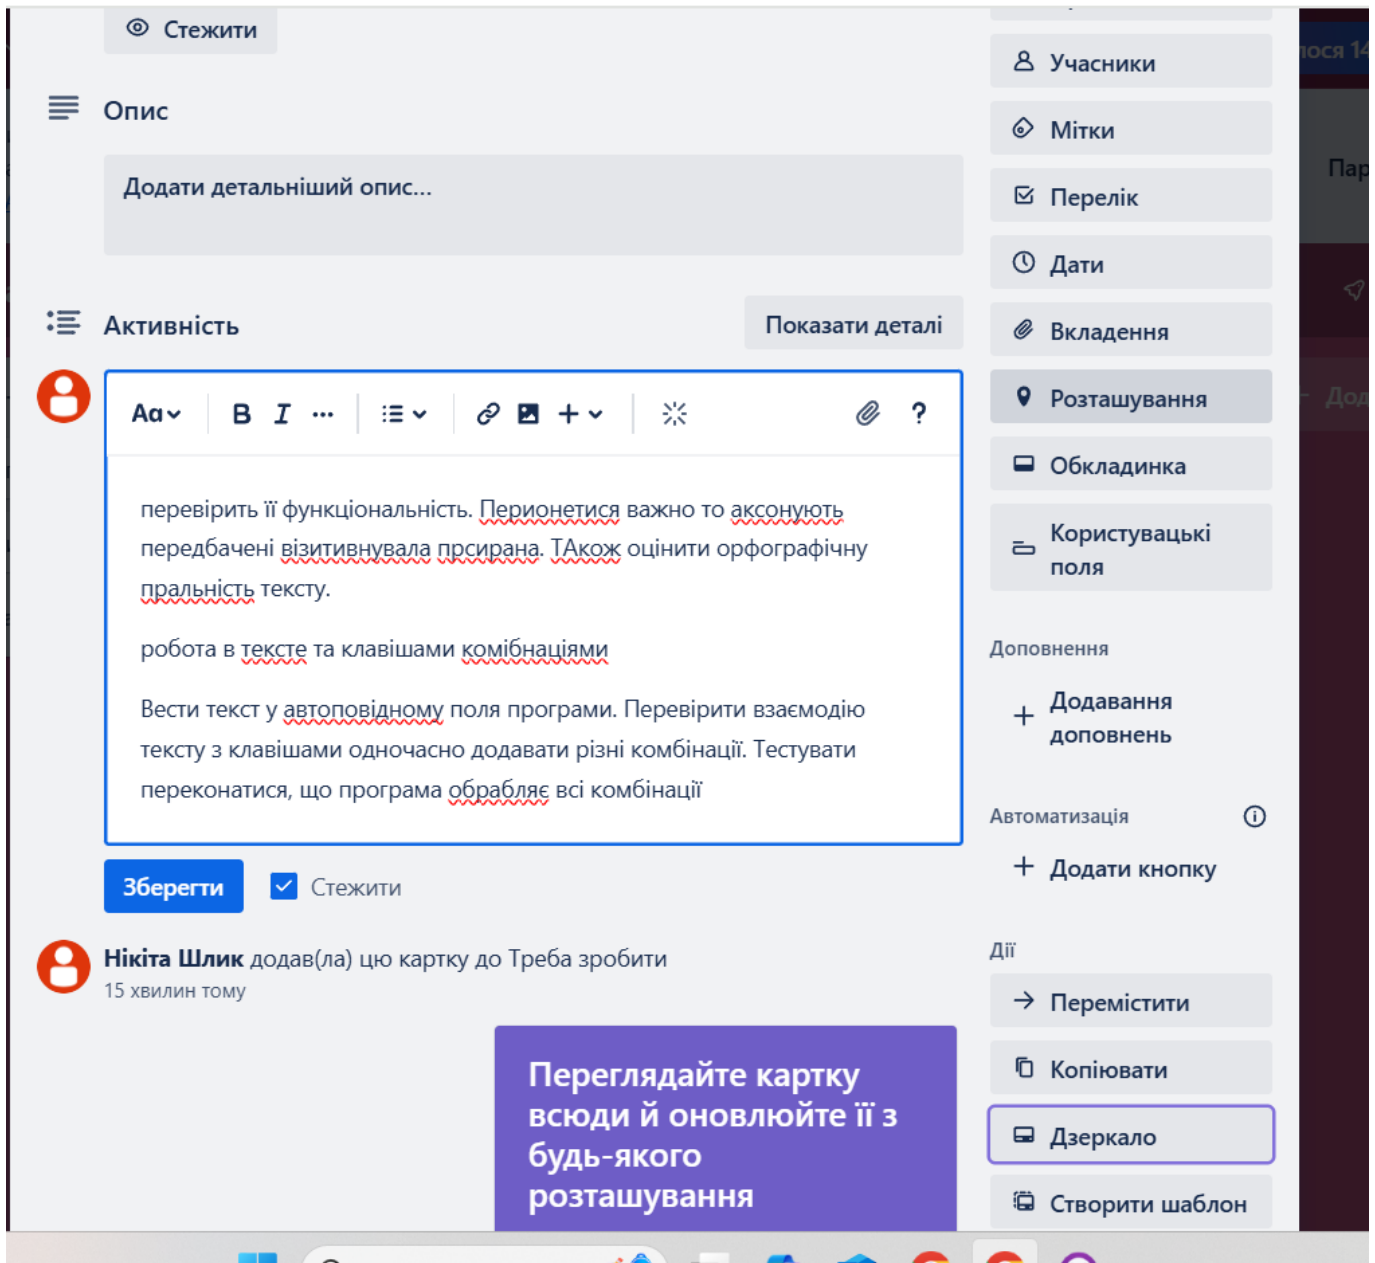 Стежити
Опис
Додати детальніший опис...
Активність
Показати деталі
Aa
B I ...
?
перевірить її функціональність. Перионетися важно то аксонують
передбачені візитивнувала прсирана. ТАкож оцінити орфографічну
пральність тексту.
робота в тексте та клавішами комібнаціями
Вести текст у автоповідному поля програми. Перевірити взаємодію
тексту з клавішами одночасно додавати різні комбінації. Тестувати
переконатися, що програма обрабляє всі комбінації
Зберегти
Стежити
Нікіта Шлик додав(ла) цю картку до Треба зробити
15 хвилин тому
Переглядайте картку
всюди й оновлюйте її з
будь-якого
розташування
Учасники
Мітки
Перелік
Дати
Вкладення
Розташування
Обкладинка
Користувацькі
поля
Доповнення
Додавання
доповнень
Автоматизація
Додати кнопку
Дії
Перемістити
Копіювати
Дзеркало
Створити шаблон